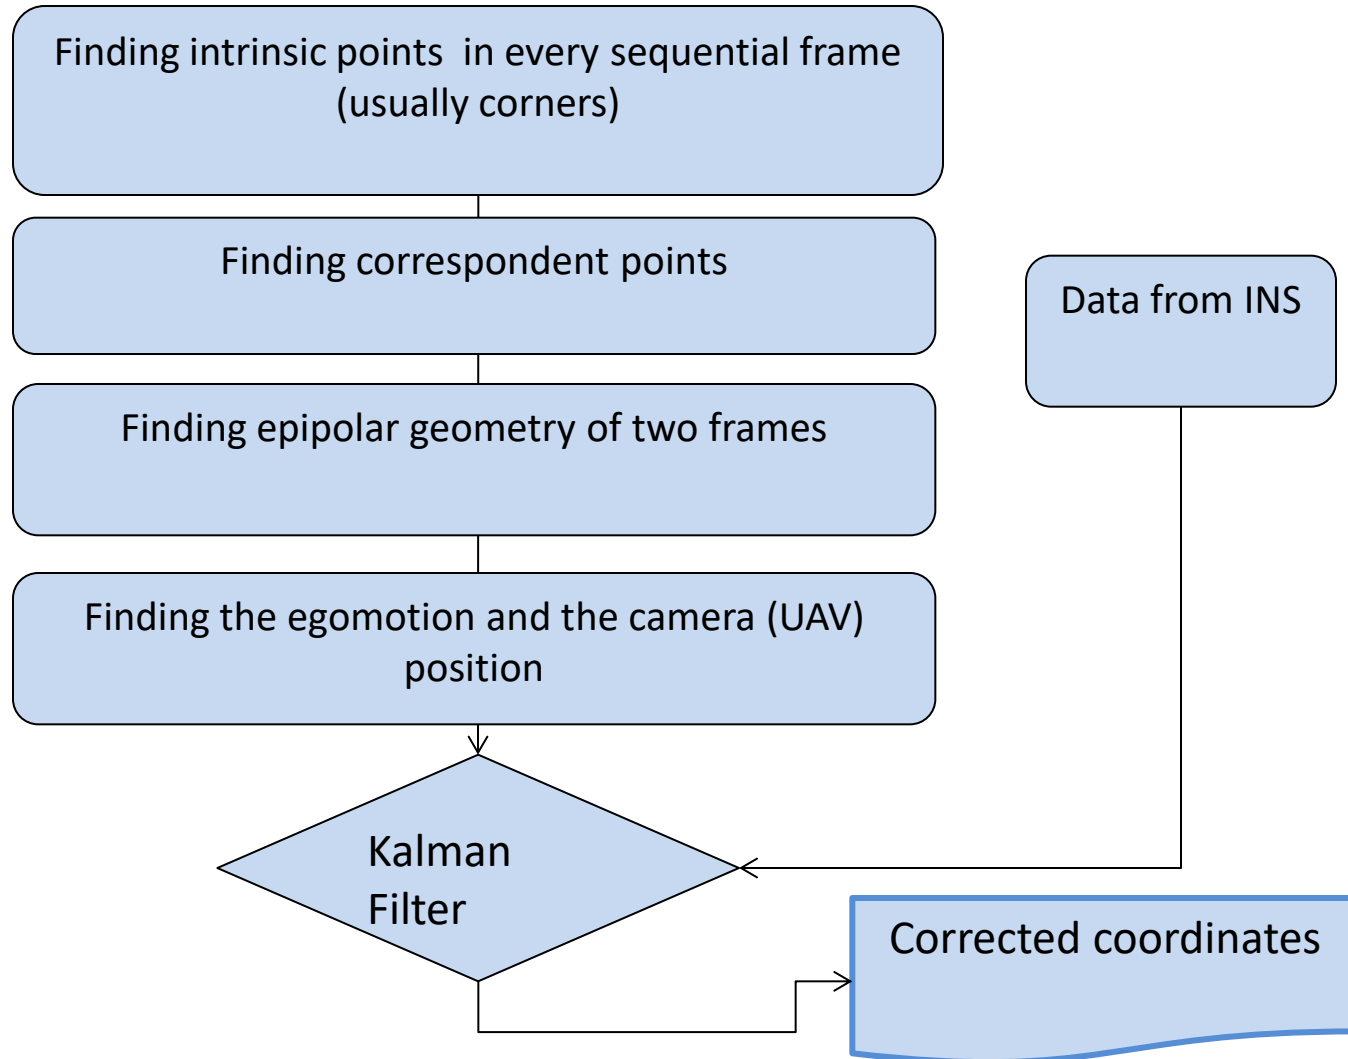 Finding intrinsic points  in every sequential frame
(usually corners)
Finding correspondent points
Data from INS
Finding epipolar geometry of two frames
Finding the egomotion and the camera (UAV)
position
Kalman
Filter
Corrected coordinates